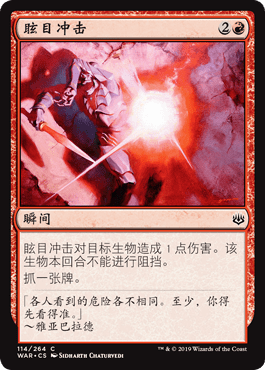 眩目冲击 2
瞬间
眩目冲击对目标生物造成 1 点伤害。该
生物本回合不能进行阻挡。
抓一张牌。
「各人看到的危险各不相同。至少，你得
先看得准。」
～雅亚巴拉德
114/264 C
WAR • CS SIDHARTH CHATURVEDI
™ & © 2019 Wizards of the Coast